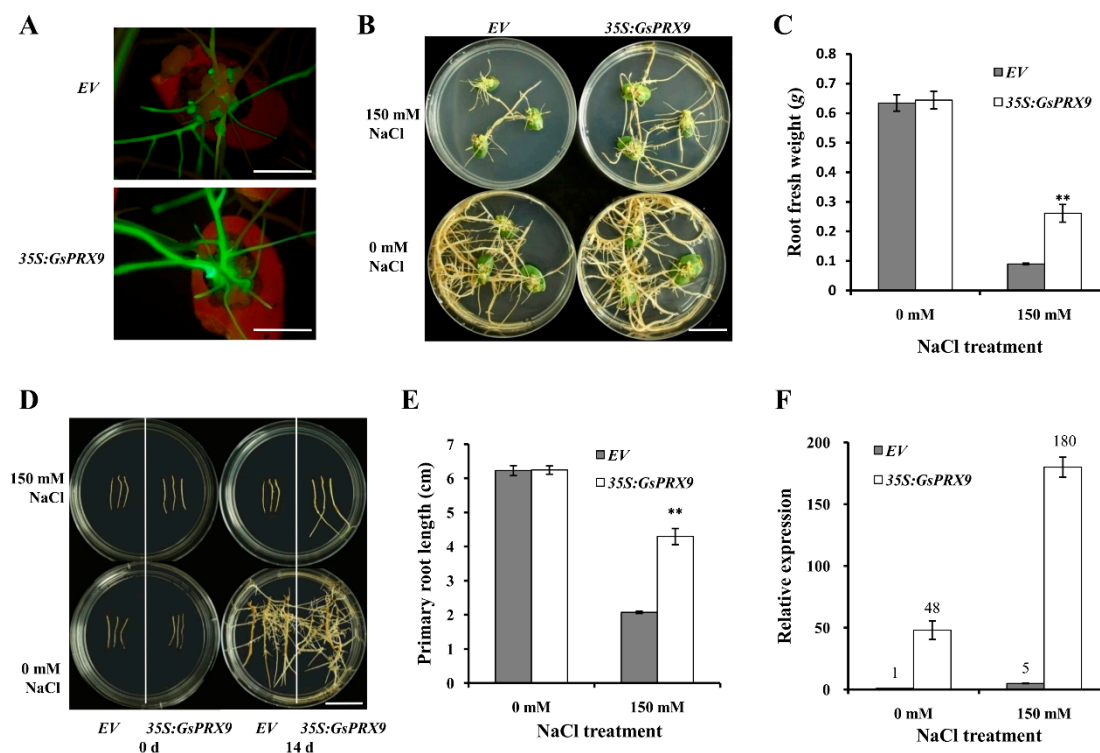 A
EV
35S:GsPRX9
B
EV 35S:GsPRX9
150 mM
NaCl
0 mM
NaCl
C
0.8
0.7
0.6
0.5
0.4
0.3
0.2
0.1
0
Root fresh weight (g)
EV
35S:GsPRX9
**
0 mM 150 mM
NaCl treatment
D
150 mM
NaCl
0 mM
NaCl
EV 35S:GsPRX9 EV 35S:GsPRX9
0 d 14 d
E
7
6
5
4
3
2
1
0
Primary root length (cm)
EV
35S:GsPRX9
**
0 mM 150 mM
NaCl treatment
F
200
150
100
50
0
Relative expression
EV
35S:GsPRX9
1
48
5
180
0 mM 150 mM
NaCl treatment